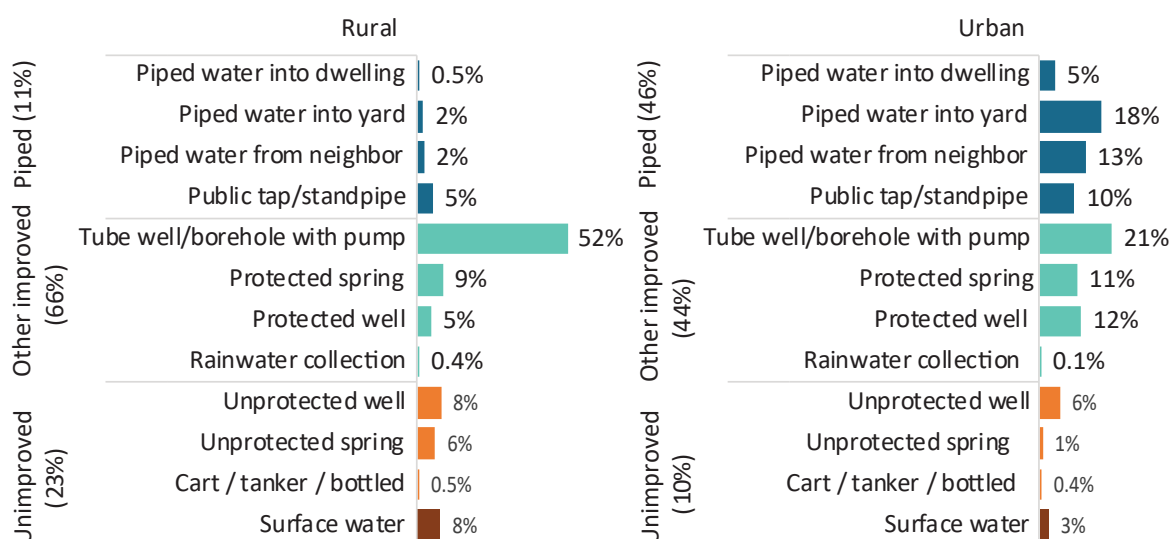 Rural
Piped (11%)
Piped water into dwelling 0.5%
Piped water into yard 2%
Piped water from neighbor 2%
Public tap/standpipe 5%
Other improved
(66%)
Tube well/borehole with pump 52%
Protected spring 9%
Protected well 5%
Rainwater collection 0.4%
Unimproved
(23%)
Unprotected well 8%
Unprotected spring 6%
Cart / tanker / bottled 0.5%
Surface water 8%
Urban
Piped (46%)
Piped water into dwelling 5%
Piped water into yard 18%
Piped water from neighbor 13%
Public tap/standpipe 10%
Other improved
(44%)
Tube well/borehole with pump 21%
Protected spring 11%
Protected well 12%
Rainwater collection 0.1%
Unimproved
(10%)
Unprotected well 6%
Unprotected spring 1%
Cart / tanker / bottled 0.4%
Surface water 3%